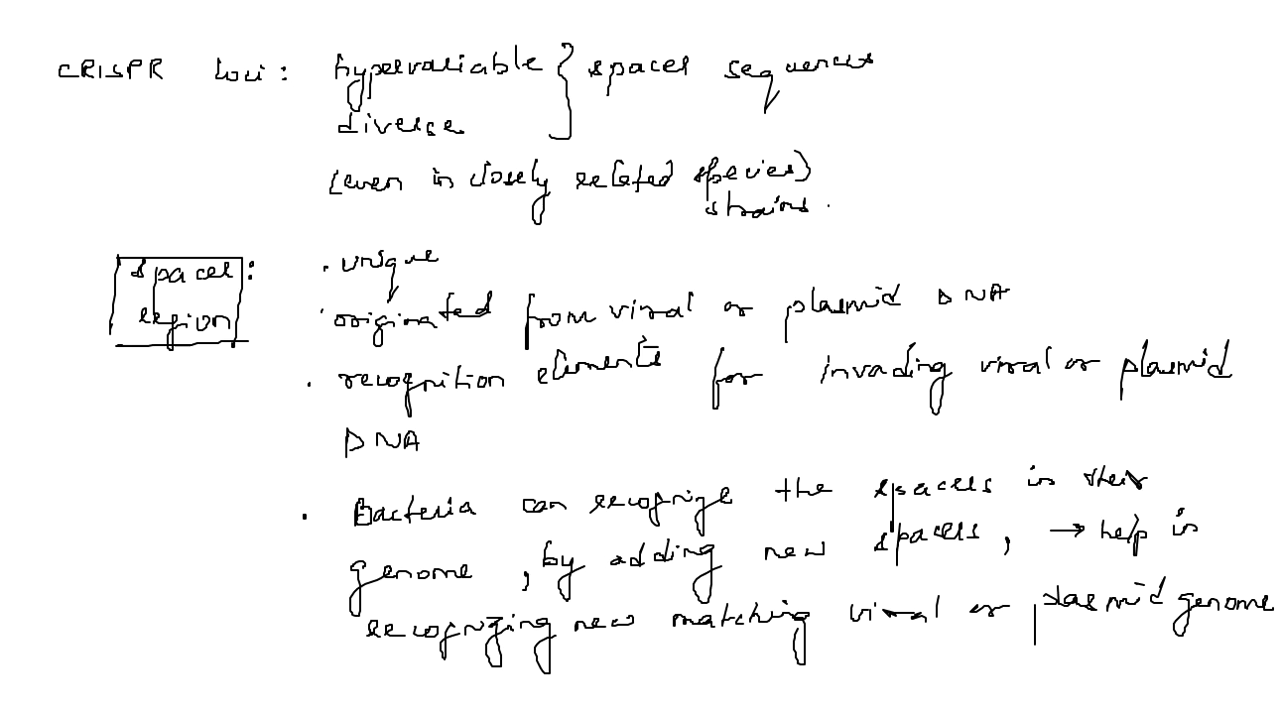 CRISPR loci : hypervariable } spacer sequences
diverse
(even in closely related species)
strains.
spacer region : . unique
. originated from viral or plasmid DNA
. recognition elements for invading viral or plasmid
DNA
. Bacteria can recognize the spacers in their
genome , by adding new spacers, → help in
recognizing new matching viral or plasmid genome